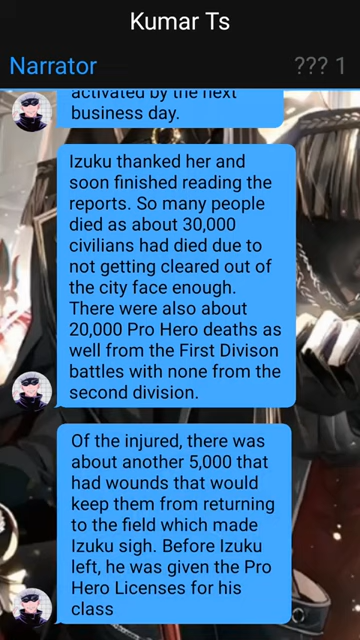 Kumar Ts
Narrator
??? 1
activated by the next
business day.
Izuku thanked her and
soon finished reading the
reports. So many people
died as about 30,000
civilians had died due to
not getting cleared out of
the city face enough.
There were also about
20,000 Pro Hero deaths as
well from the First Divison
battles with none from the
second division.
Of the injured, there was
about another 5,000 that
had wounds that would
keep them from returning
to the field which made
Izuku sigh. Before Izuku
left, he was given the Pro
Hero Licenses for his
class